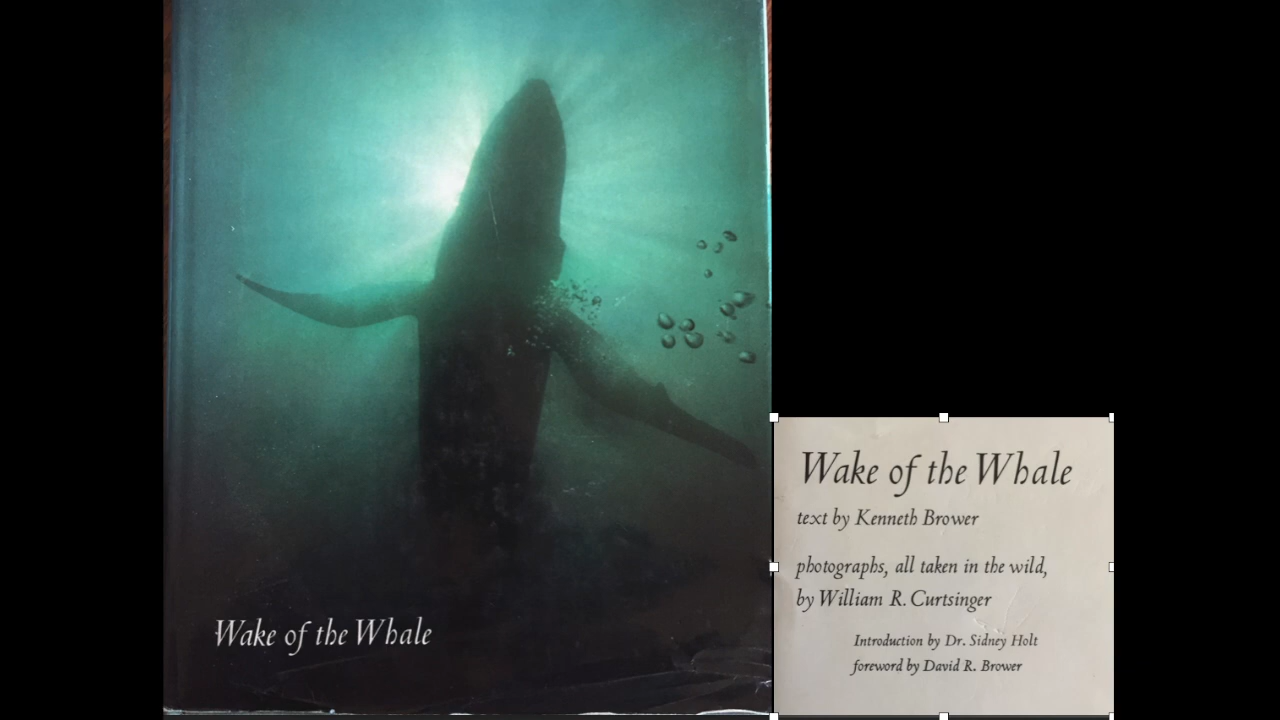 Wake of the Whale
Wake of the Whale
text by Kenneth Brower
photographs, all taken in the wild,
by William R. Curtsinger
Introduction by Dr. Sidney Holt
foreword by David R. Brower